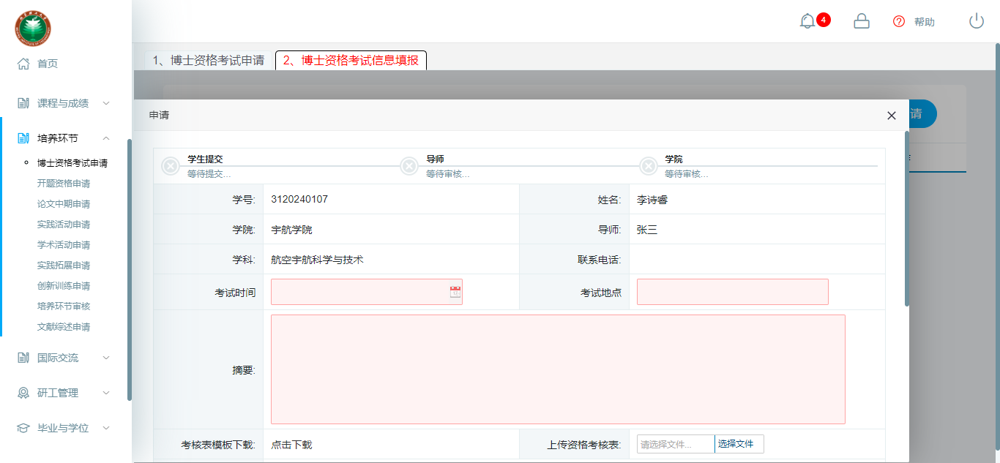 4
帮助
首页
1、博士资格考试申请
2、博士资格考试信息填报
课程与成绩
培养环节
博士资格考试申请
开题资格申请
论文中期申请
实践活动申请
学术活动申请
实践拓展申请
创新训练申请
培养环节审核
文献综述申请
国际交流
研工管理
毕业与学位
请
申请
学生提交
等待提交...
导师
等待审核...
学院
等待审核...
学号: 3120240107 姓名: 李诗睿
学院: 宇航学院 导师: 张三
学科: 航空宇航科学与技术 联系电话:
考试时间 考试地点
摘要:
考核表模板下载: 点击下载 上传资格考核表: 请选择文件... 选择文件